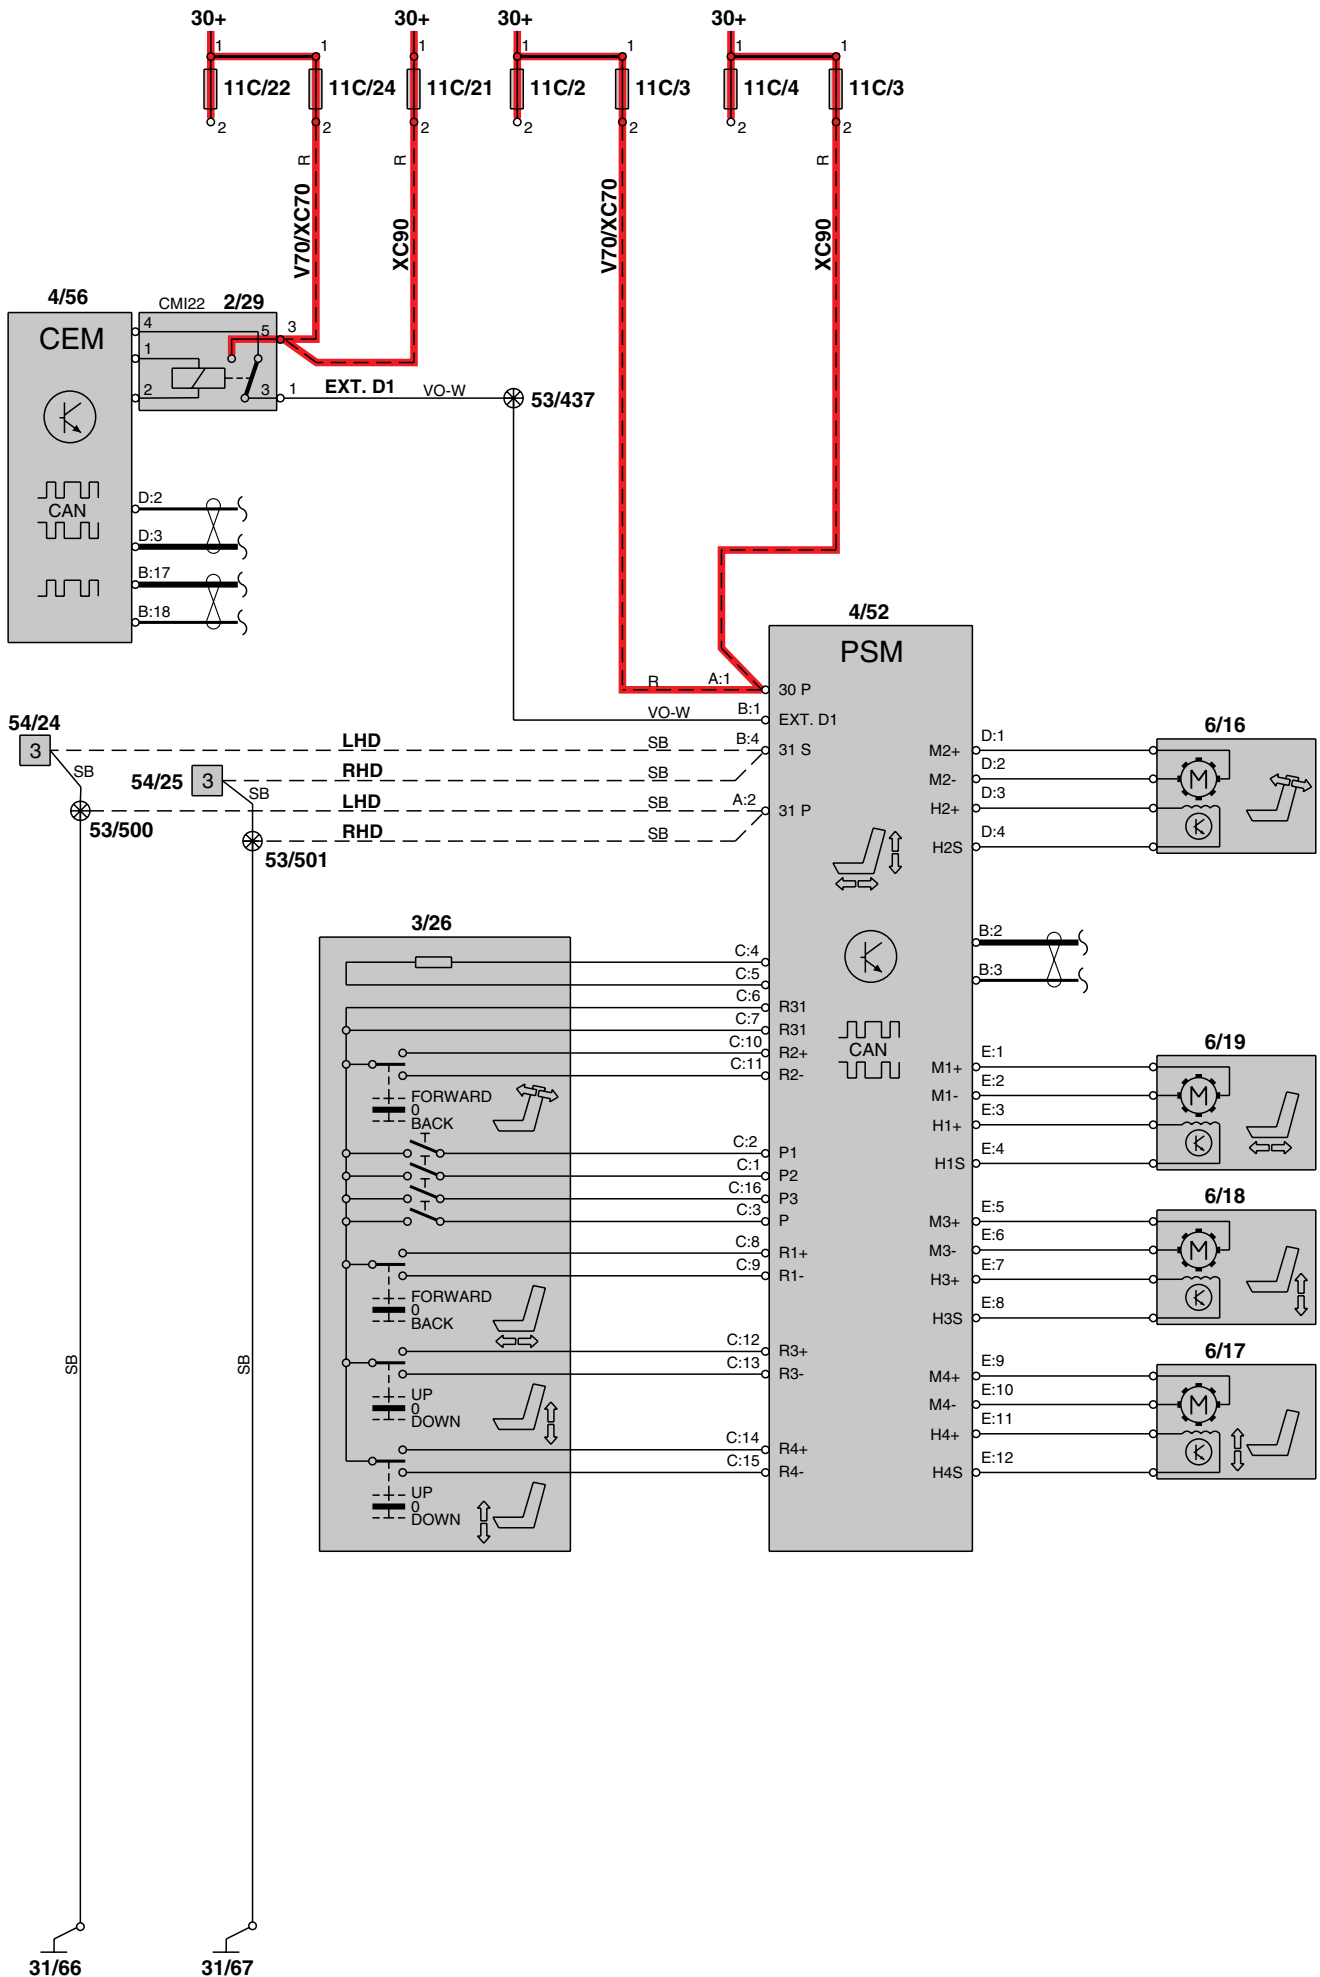 30+ 30+ 30+ 30+
1 1 1 1 1 1 1
11C/22 11C/24 11C/21 11C/2 11C/3 11C/4 11C/3
2 2 2 2 2 2 2
R R R
V70/XC70 XC90 V70/XC70 XC90
4/56 CMI22 2/29
CEM 4 5 3
1
2 3 1 EXT. D1 VO-W 53/437
D:2
CAN
D:3
B:17
B:18
4/52
PSM
R A:1 30 P
VO-W B:1 EXT. D1
54/24 6/16
3 LHD SB B:4 31 S M2+ D:1
SB
54/25 3 RHD SB M2- D:2 M
SB
LHD SB A:2 31 P H2+ D:3
53/500
RHD SB H2S D:4
53/501
3/26
B:2
B:3
C:4
C:5
C:6 R31
C:7 R31
CAN
C:10 R2+
C:11 R2-
FORWARD
0
BACK
6/19
M1+ E:1
M1- E:2 M
H1+ E:3
H1S E:4
C:2 P1
C:1 P2
C:16 P3
C:3 P
6/18
M3+ E:5
M3- E:6 M
H3+ E:7
H3S E:8
C:8 R1+
C:9 R1-
FORWARD
0
BACK
6/17
M4+ E:9
M4- E:10 M
H4+ E:11
H4S E:12
C:12 R3+
C:13 R3-
UP
0
DOWN
C:14 R4+
C:15 R4-
UP
0
DOWN
SB SB
31/66 31/67